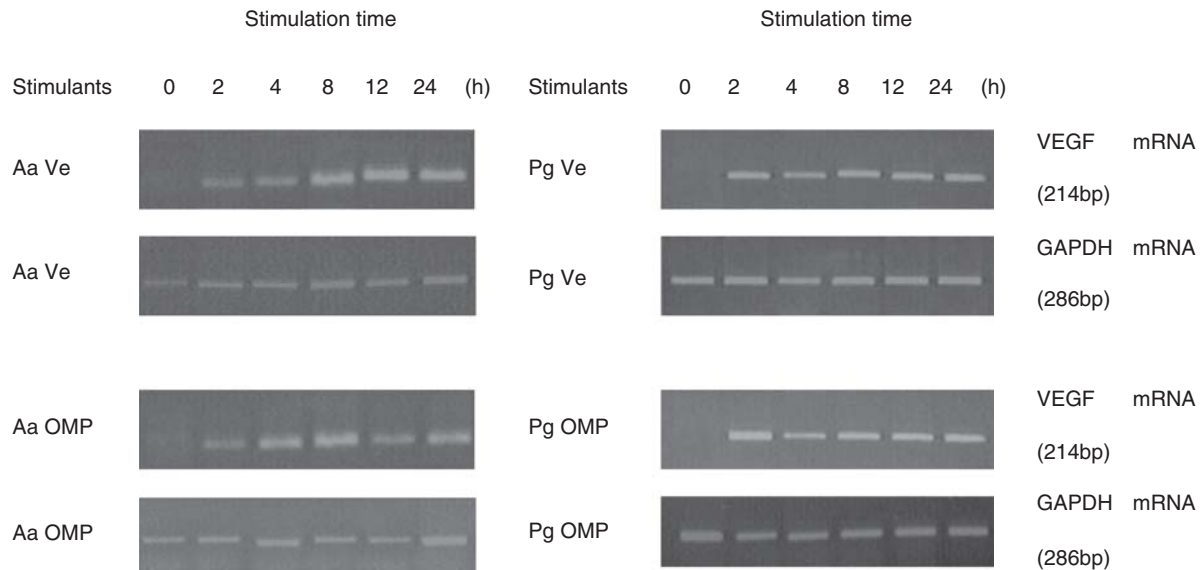 Stimulation time Stimulation time
Stimulants 0 2 4 8 12 24 (h) Stimulants 0 2 4 8 12 24 (h)
Aa Ve Pg Ve VEGF mRNA
(214bp)
Aa Ve Pg Ve GAPDH mRNA
(286bp)
Aa OMP Pg OMP VEGF mRNA
(214bp)
Aa OMP Pg OMP GAPDH mRNA
(286bp)